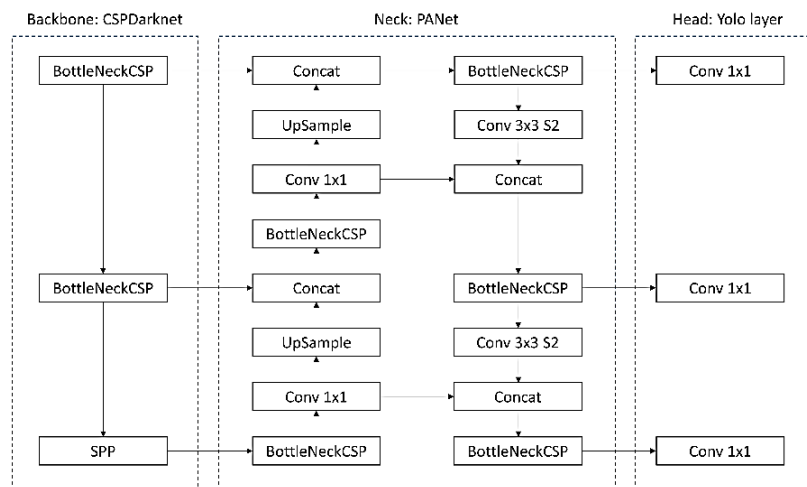 Backbone: CSPDarknet
Neck: PANet
Head: Yolo layer
BottleNeckCSP
Concat
BottleNeckCSP
Conv 1x1
UpSample
Conv 3x3 S2
Conv 1x1
Concat
BottleNeckCSP
BottleNeckCSP
Concat
BottleNeckCSP
Conv 1x1
UpSample
Conv 3x3 S2
Conv 1x1
Concat
SPP
BottleNeckCSP
BottleNeckCSP
Conv 1x1